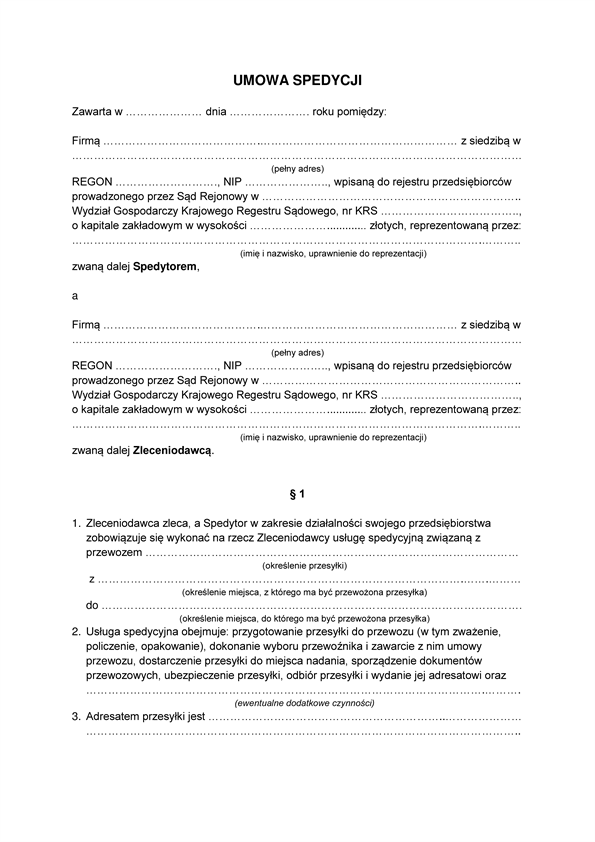 UMOWA SPEDYCJI
Zawarta w ………………… dnia …………………. roku pomiędzy:
Firmą …………………………………..………………………………………… z siedzibą w
……………………………………………………………………………………………………
(pełny adres)
REGON ……………………., NIP …………………., wpisaną do rejestru przedsiębiorców
prowadzonego przez Sąd Rejonowy w ………………………………………………………..
Wydział Gospodarczy Krajowego Regestru Sądowego, nr KRS …………………………….,
o kapitale zakładowym w wysokości ………………............ złotych, reprezentowaną przez:
………………………………………………………………………………………….………..
(imię i nazwisko, uprawnienie do reprezentacji)
zwaną dalej Spedytorem,
a
Firmą …………………………………..………………………………………… z siedzibą w
……………………………………………………………………………………………………
(pełny adres)
REGON ……………………., NIP …………………., wpisaną do rejestru przedsiębiorców
prowadzonego przez Sąd Rejonowy w ………………………………………………………..
Wydział Gospodarczy Krajowego Regestru Sądowego, nr KRS …………………………….,
o kapitale zakładowym w wysokości ………………............ złotych, reprezentowaną przez:
………………………………………………………………………………………….………..
(imię i nazwisko, uprawnienie do reprezentacji)
zwaną dalej Zleceniodawcą.
§ 1
1. Zleceniodawca zleca, a Spedytor w zakresie działalności swojego przedsiębiorstwa
zobowiązuje się wykonać na rzecz Zleceniodawcy usługę spedycyjną związaną z
przewozem …………………………………………………………………………………
(określenie przesyłki)
z ………………………………………………………………………………….…….………
(określenie miejsca, z którego ma być przewożona przesyłka)
do ……………………………………………………………………………………………….
(określenie miejsca, do którego ma być przewożona przesyłka)
2. Usługa spedycyjna obejmuje: przygotowanie przesyłki do przewozu (w tym zważenie,
policzenie, opakowanie), dokonanie wyboru przewoźnika i zawarcie z nim umowy
przewozu, dostarczenie przesyłki do miejsca nadania, sporządzenie dokumentów
przewozowych, ubezpieczenie przesyłki, odbiór przesyłki i wydanie jej adresatowi oraz
……………………………………………………………………………………….……….
(ewentualne dodatkowe czynności)
3. Adresatem przesyłki jest …………………………………………………...………………
………………………………………………………………………………………………..